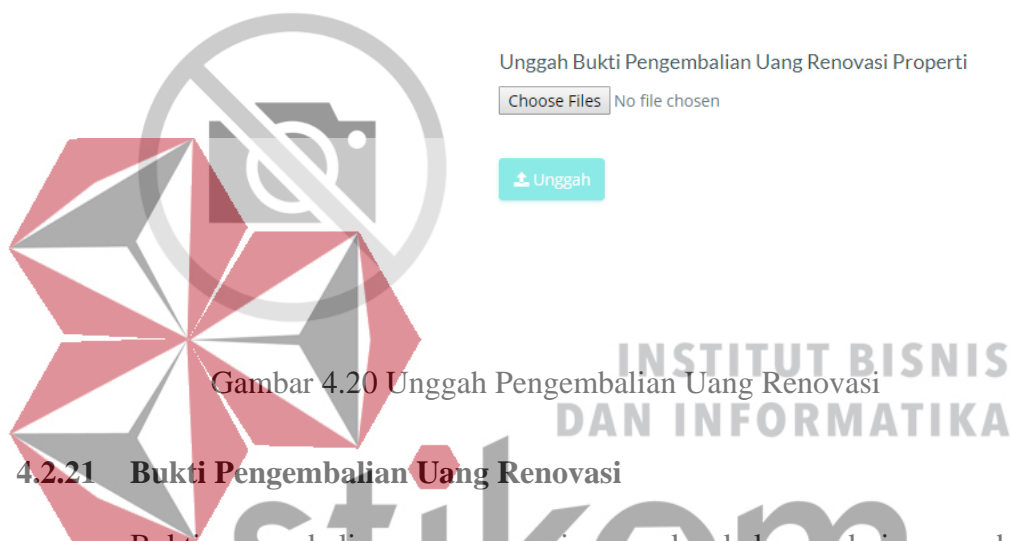 Unggah Bukti Pengembalian Uang Renovasi Properti
Choose Files No file chosen
Unggah
INSTITUT BISNIS
Gambar 4.20 Unggah Pengembalian Uang Renovasi
DAN INFORMATIKA
4.2.21 Bukti Pengembalian Uang Renovasi
stikom